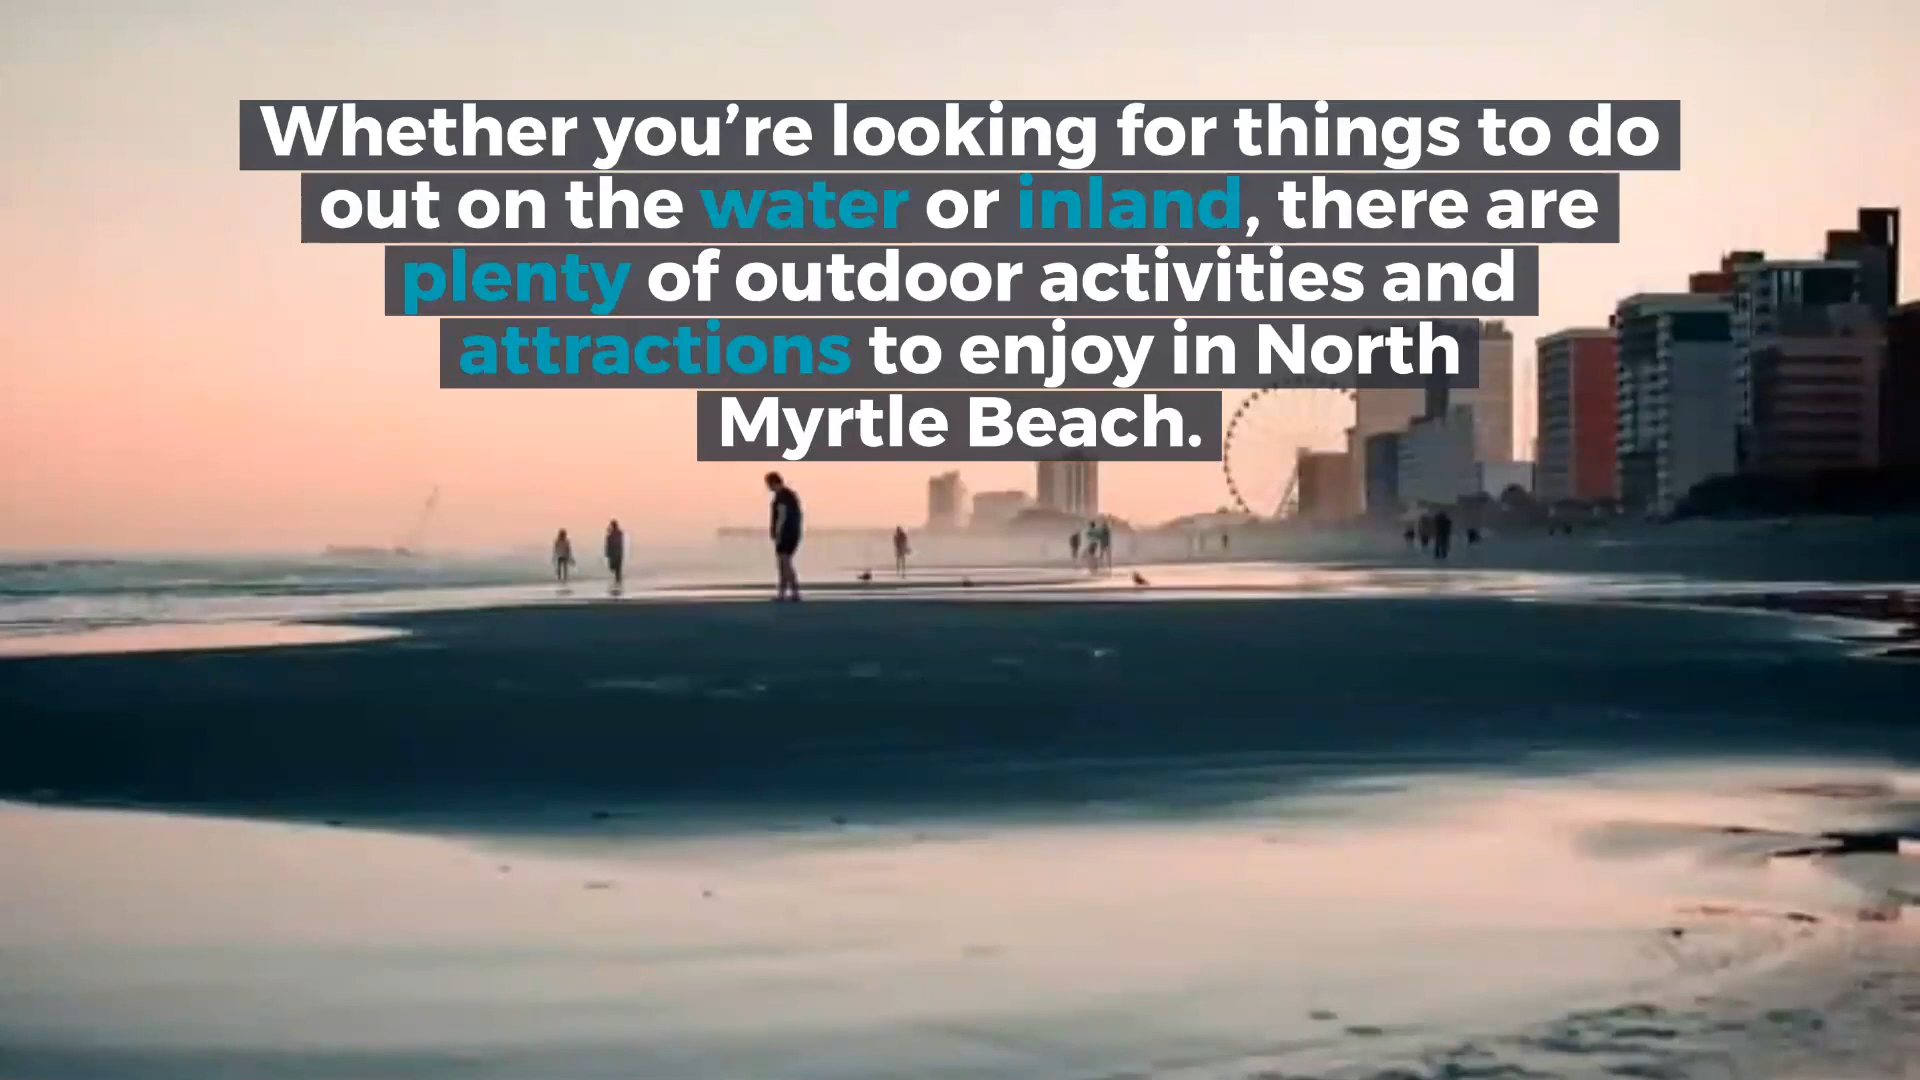 Whether you’re looking for things to do
out on the water or inland, there are
plenty of outdoor activities and
attractions to enjoy in North
Myrtle Beach.